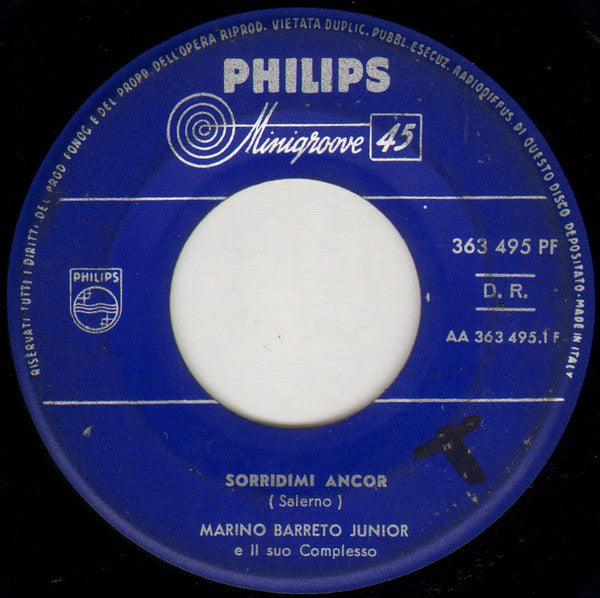 RISERVATI TUTTI I DIRITTI DEL PROD. FONOG. E DEL PROPR. DELL'OPERA RIPROD. VIETATA DUPLIC. PUBBL. ESECUZ. RADIODIFFUS. DI QUESTO DISCO DEPOSITATO-MADE IN ITALY
PHILIPS
Minigroove 45
363 495 PF
PHILIPS
D. R.
AA 363 495.1 F
SORRIDIMI ANCOR
( Salerno )
MARINO BARRETO JUNIOR
e il suo Complesso